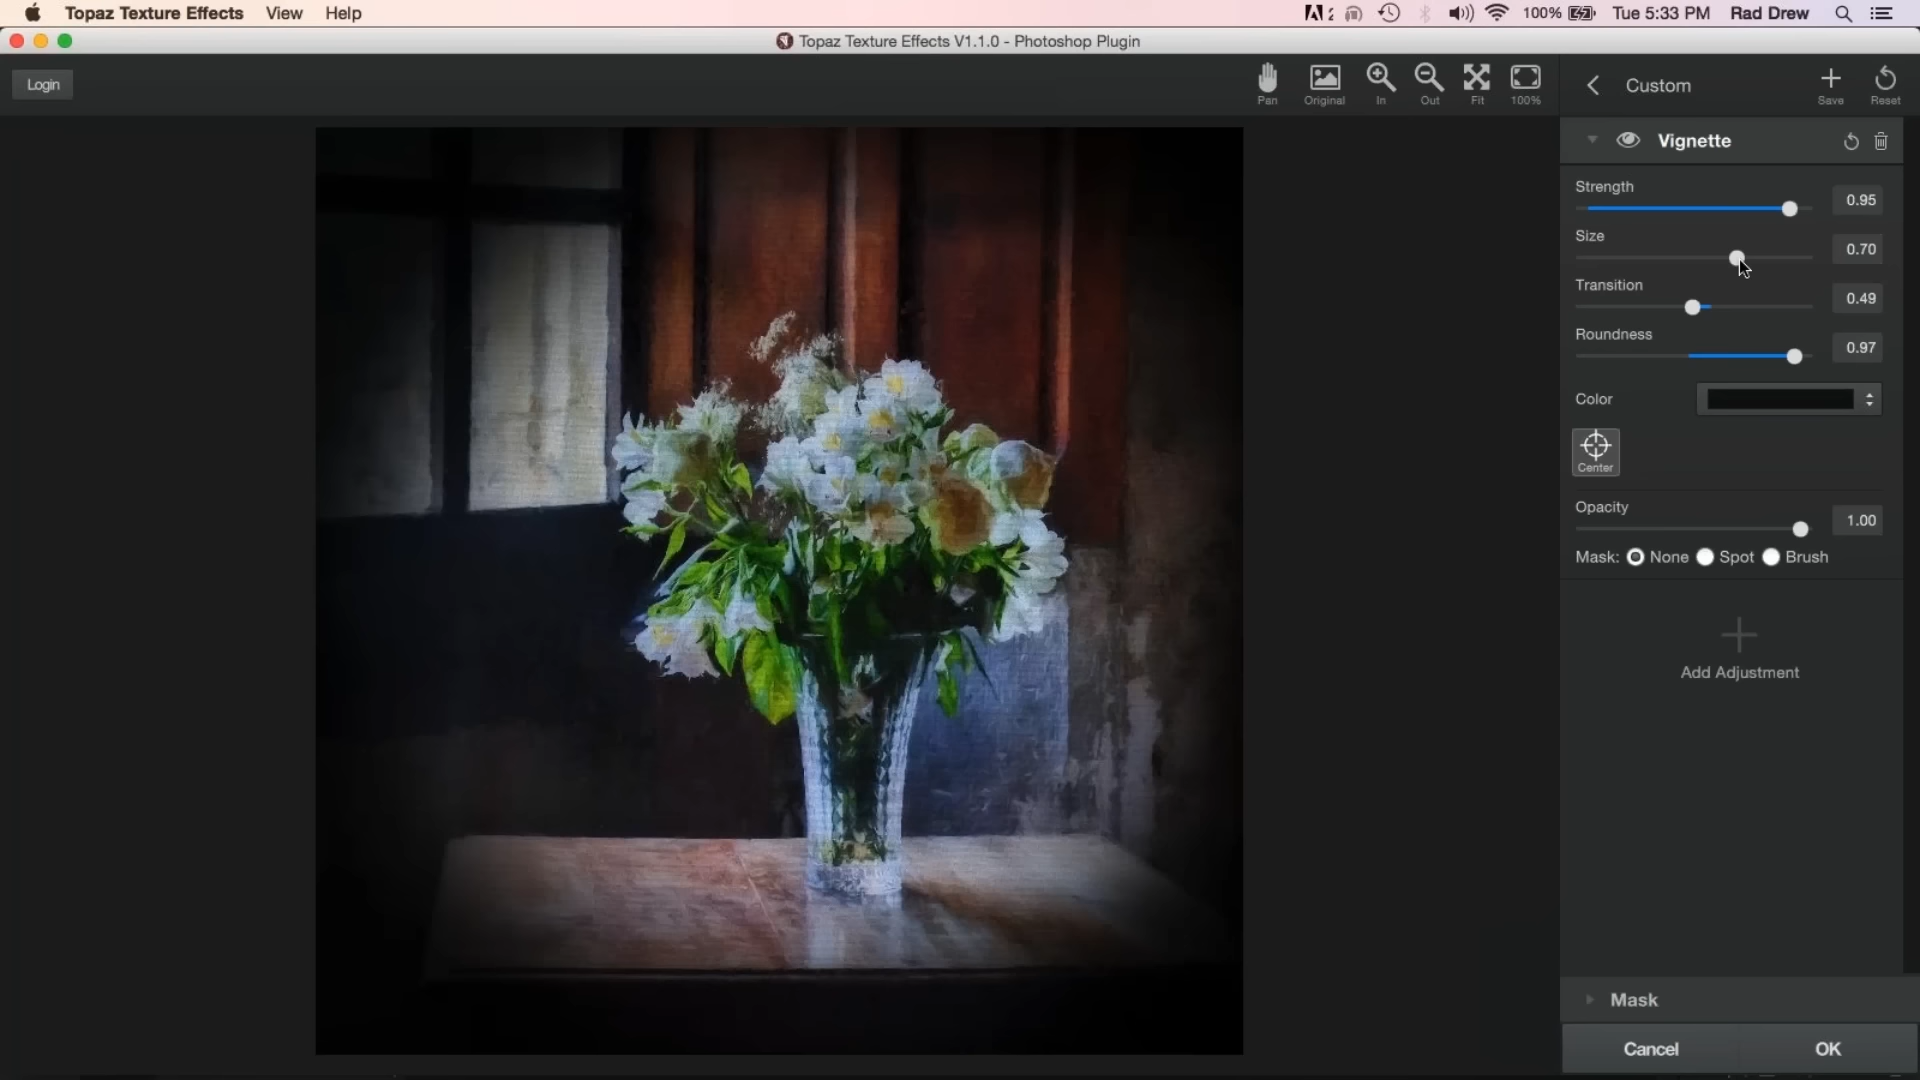 Topaz Texture Effects View Help 2 100% Tue 5:33 PM Rad Drew
Topaz Texture Effects V1.1.0 - Photoshop Plugin
Login
Pan Original In Out Fit 100%
Custom
Save Reset
Vignette
Strength
0.95
Size
0.70
Transition
0.49
Roundness
0.97
Color
Center
Opacity
1.00
Mask: None Spot Brush
Add Adjustment
Mask
Cancel OK